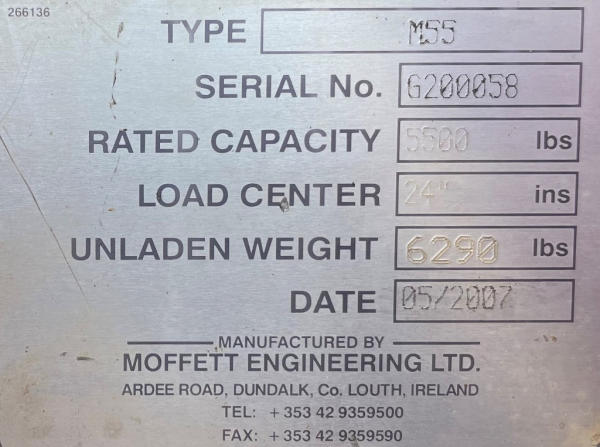 266136
TYPE M55
SERIAL No. G200058
RATED CAPACITY 5500 lbs
LOAD CENTER 24" ins
UNLADEN WEIGHT 6290 lbs
DATE 05/2007
MANUFACTURED BY
MOFFETT ENGINEERING LTD.
ARDEE ROAD, DUNDALK, Co. LOUTH, IRELAND
TEL: +353 42 9359500
FAX: +353 42 9359590